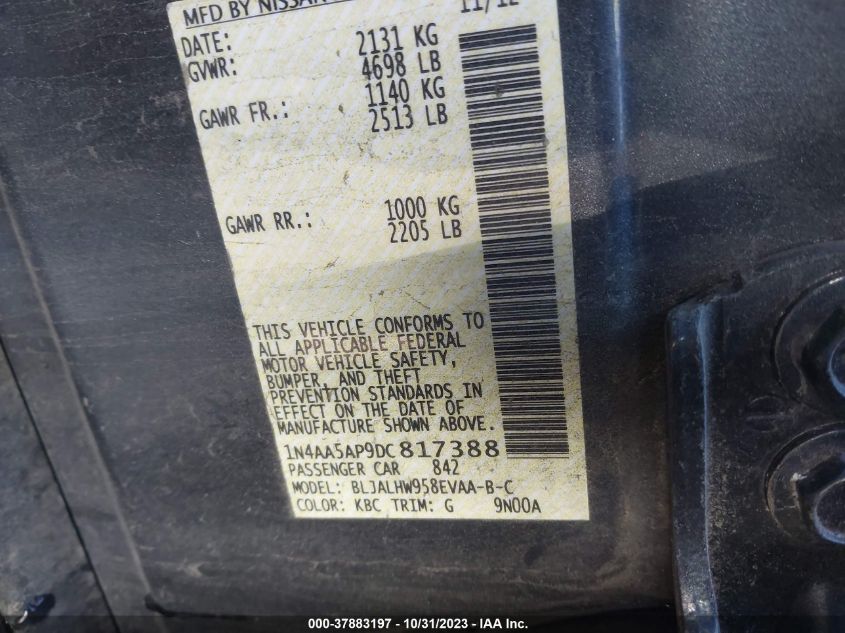 MFD BY NISSAN
DATE: 11/12
GVWR: 2131 KG
4698 LB
GAWR FR.: 1140 KG
2513 LB
GAWR RR.: 1000 KG
2205 LB
THIS VEHICLE CONFORMS TO
ALL APPLICABLE FEDERAL
MOTOR VEHICLE SAFETY,
BUMPER, AND THEFT
PREVENTION STANDARDS IN
EFFECT ON THE DATE OF
MANUFACTURE SHOWN ABOVE.
1N4AA5AP9DC817388
PASSENGER CAR 842
MODEL: BLJALHW958EVAA-B-C
COLOR: KBC TRIM: G 9N00A
000-37883197 - 10/31/2023 - IAA Inc.